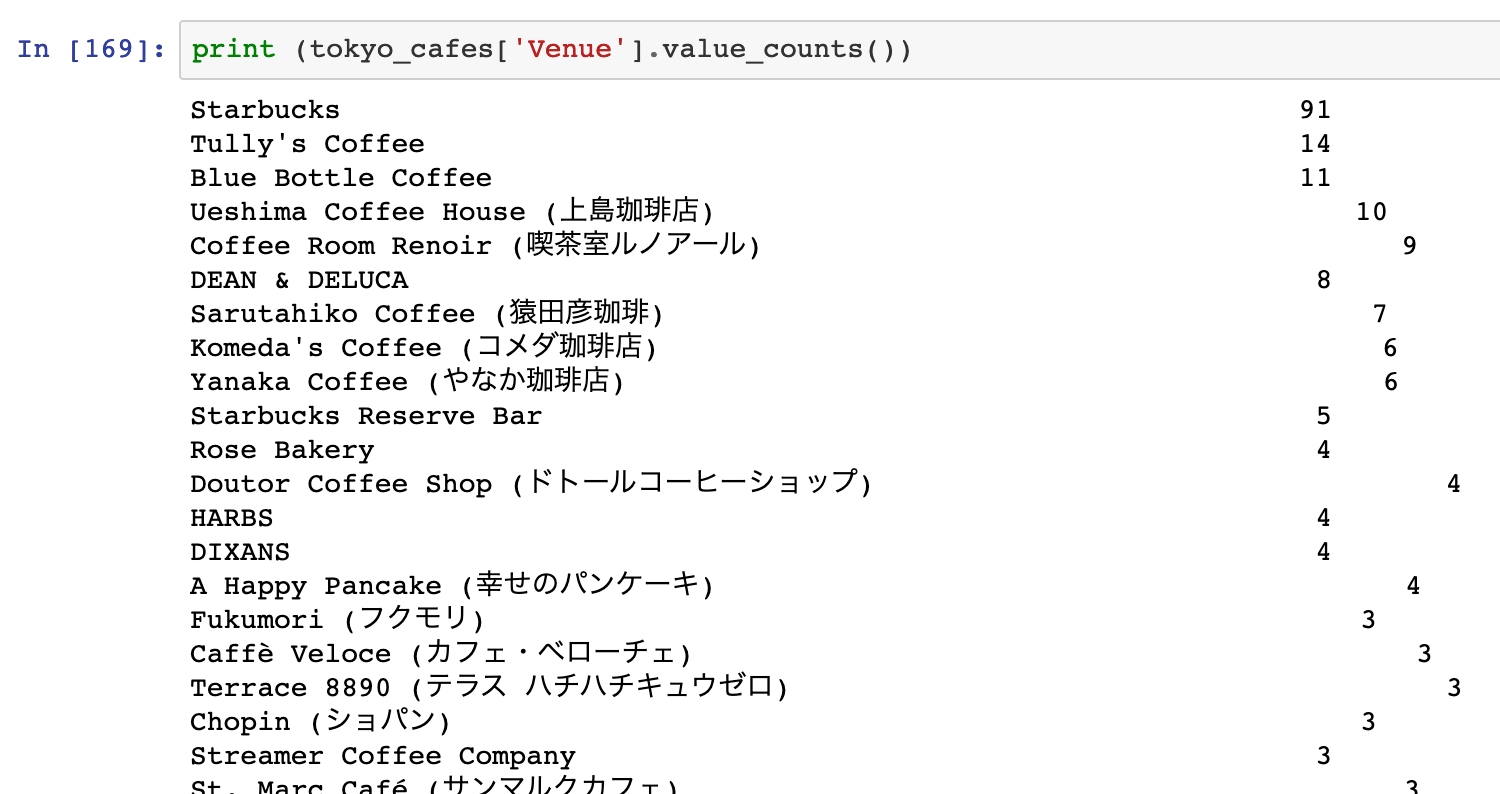 In [169]: print (tokyo_cafes['Venue'].value_counts())
Starbucks 91
Tully's Coffee 14
Blue Bottle Coffee 11
Ueshima Coffee House (上島珈琲店) 10
Coffee Room Renoir (喫茶室ルノアール) 9
DEAN & DELUCA 8
Sarutahiko Coffee (猿田彦珈琲) 7
Komeda's Coffee (コメダ珈琲店) 6
Yanaka Coffee (やなか珈琲店) 6
Starbucks Reserve Bar 5
Rose Bakery 4
Doutor Coffee Shop (ドトールコーヒーショップ) 4
HARBS 4
DIXANS 4
A Happy Pancake (幸せのパンケーキ) 4
Fukumori (フクモリ) 3
Caffè Veloce (カフェ・ベローチェ) 3
Terrace 8890 (テラス ハチハチキュウゼロ) 3
Chopin (ショパン) 3
Streamer Coffee Company 3
St. Marc Café (サンマルクカフェ) 3